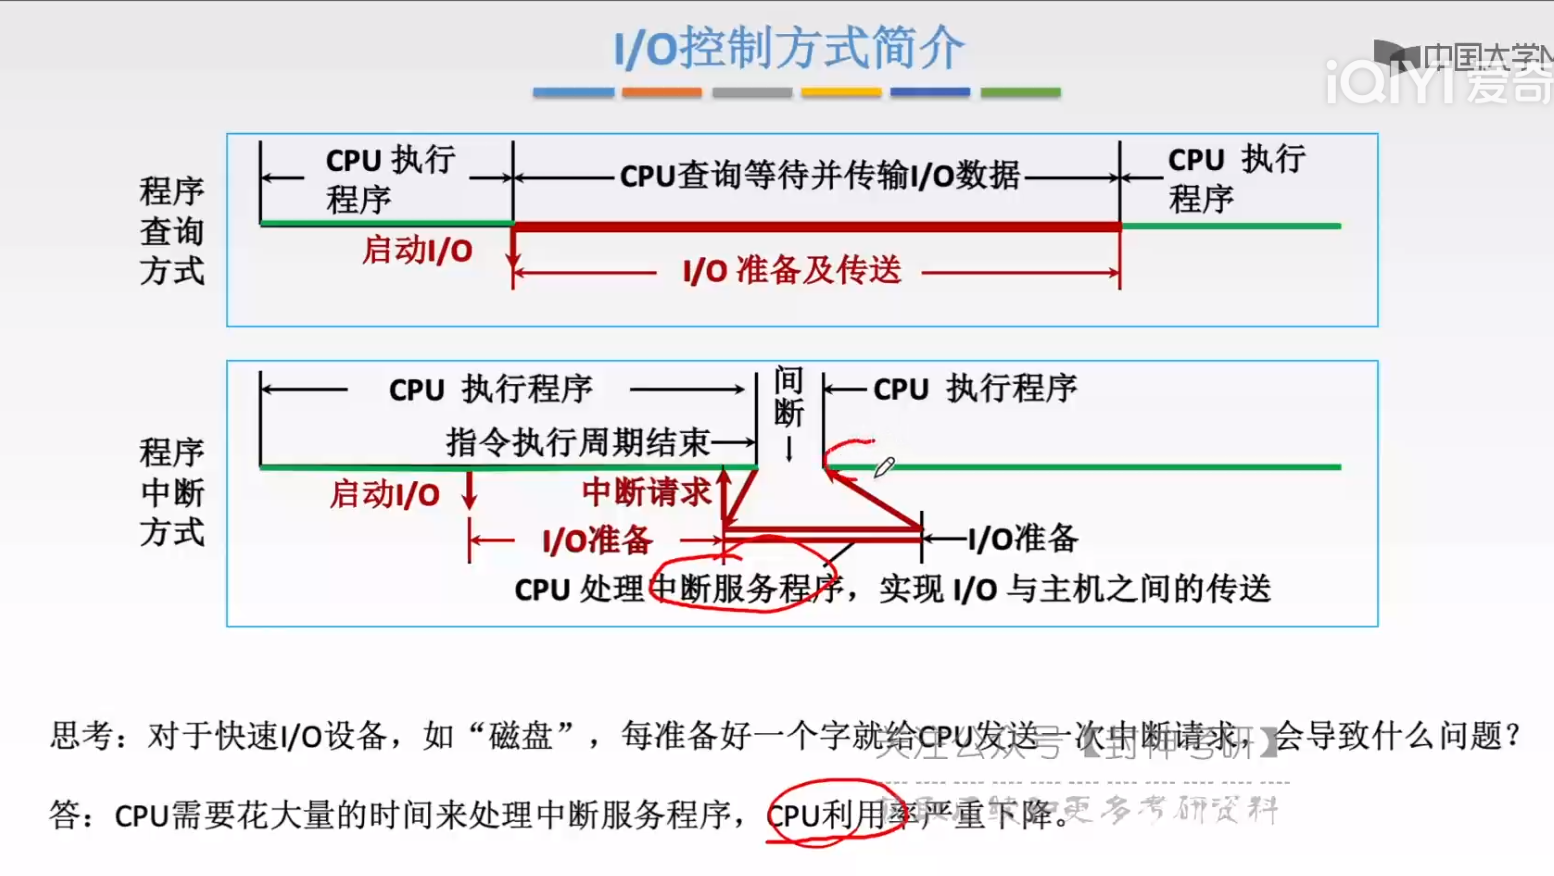 I/O控制方式简介
中国大学M
iQIYI 爱奇
程序
查询
方式
CPU 执行
程序
CPU查询等待并传输I/O数据
CPU 执行
程序
启动I/O
I/O 准备及传送
程序
中断
方式
CPU 执行程序
间
断
CPU 执行程序
指令执行周期结束
启动I/O
中断请求
I/O准备
I/O准备
CPU 处理中断服务程序，实现 I/O 与主机之间的传送
思考：对于快速I/O设备，如“磁盘”，每准备好一个字就给CPU发送一次中断请求，会导致什么问题？
关注公众号【封神考研】
答：CPU需要花大量的时间来处理中断服务程序，CPU利用率严重下降。
更多考研资料